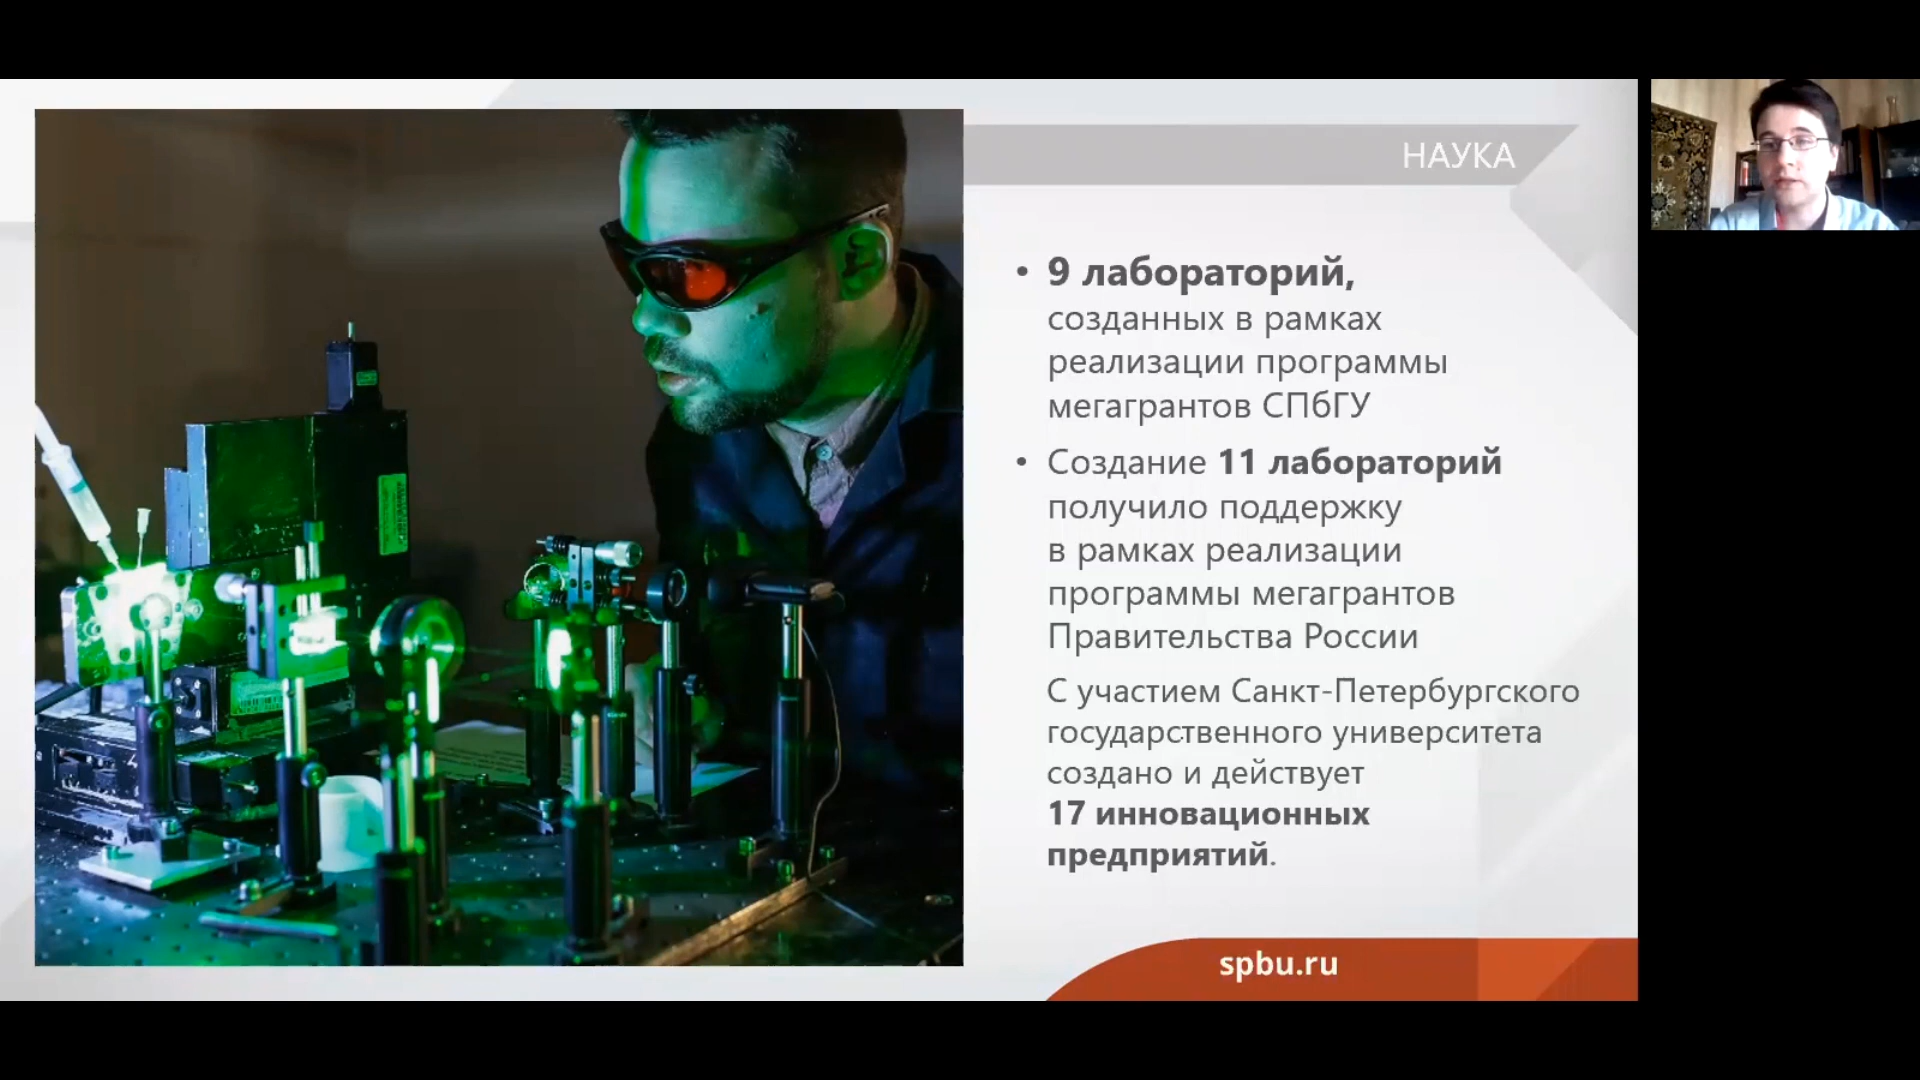 НАУКА
• 9 лабораторий,
созданных в рамках
реализации программы
мегагрантов СПбГУ
• Создание 11 лабораторий
получило поддержку
в рамках реализации
программы мегагрантов
Правительства России
С участием Санкт-Петербургского
государственного университета
создано и действует
17 инновационных
предприятий.
spbu.ru